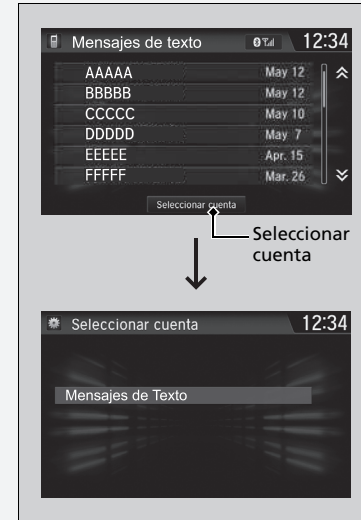 Mensajes de texto 12:34
AAAAA May 12
BBBBB May 12
CCCCC May 10
DDDDD May 7
EEEEE Apr. 15
FFFFF Mar. 26
Seleccionar cuenta
Seleccionar
cuenta
Seleccionar cuenta 12:34
Mensajes de Texto